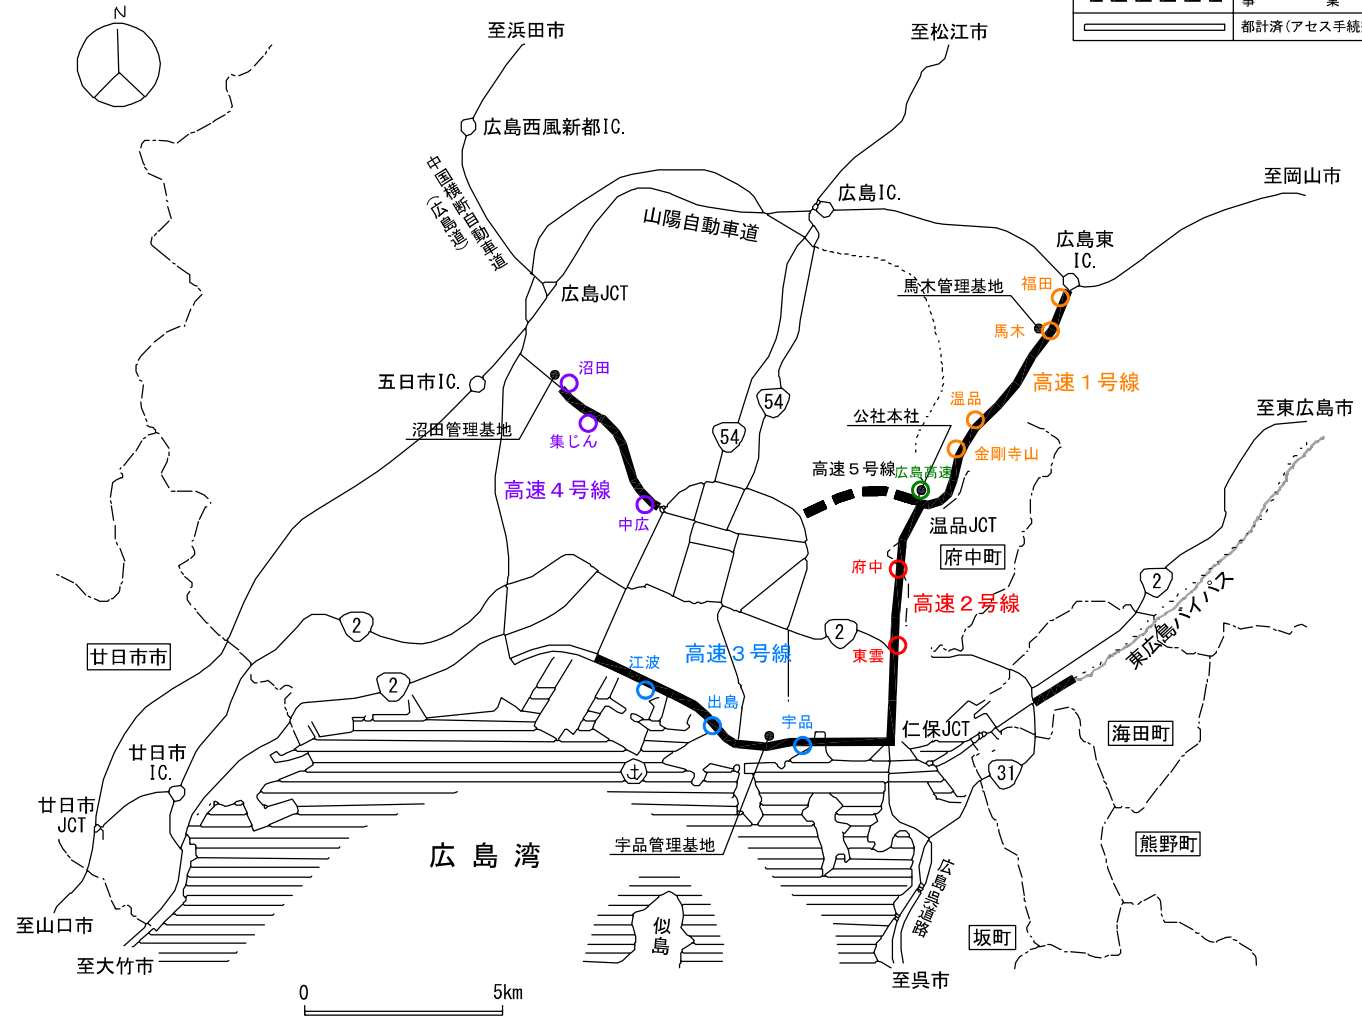 N
事 業
都計済(アセス手続
至浜田市
至松江市
至岡山市
広島西風新都IC.
中国横断自動車道
(広島道)
山陽自動車道
広島IC.
広島東
IC.
広島JCT
馬木管理基地
福田
馬木
五日市IC.
沼田
沼田管理基地
集じん
高速1号線
温品
公社本社
金剛寺山
至東広島市
54
54
高速5号線
広島高速
高速4号線
中広
温品JCT
府中町
府中
高速2号線
2
東広島バイパス
2
2
東雲
廿日市市
江波
高速3号線
2
出島
宇品
仁保JCT
海田町
廿日市
IC.
31
廿日市
JCT
熊野町
広島湾
宇品管理基地
広島呉道路
似島
坂町
至山口市
至大竹市
至呉市
0
5km